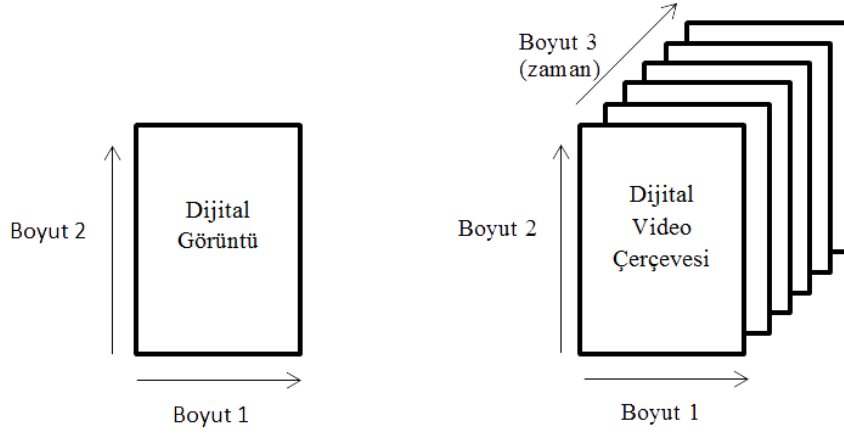 Dijital
Görüntü
Boyut 2
Boyut 1
Boyut 3
(zaman)
Dijital
Video
Çerçevesi
Boyut 2
Boyut 1